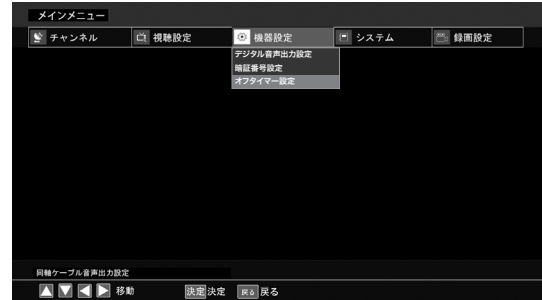 メインメニュー
チャンネル 視聴設定 機器設定 システム 録画設定
デジタル音声出力設定
暗証番号設定
オフタイマー設定
同軸ケーブル音声出力設定
移動 決定 決定 戻る 戻る